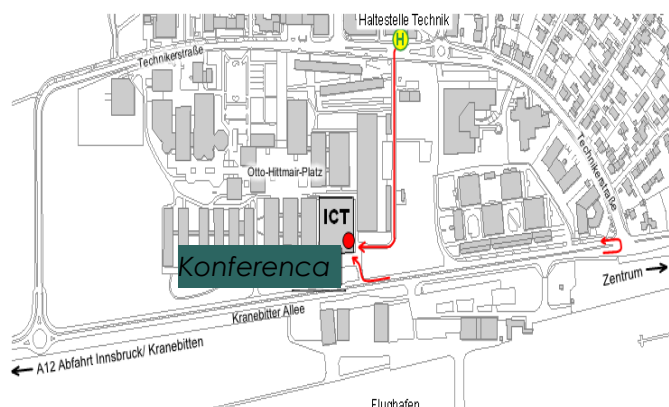 Haltestelle Technik
H
Technikerstraße
Otto-Hittmair-Platz
Technikerstraße
ICT
Konferenca
Zentrum
Kranebitter Allee
A12 Abfahrt Innsbruck/ Kranebitten
Flughafen